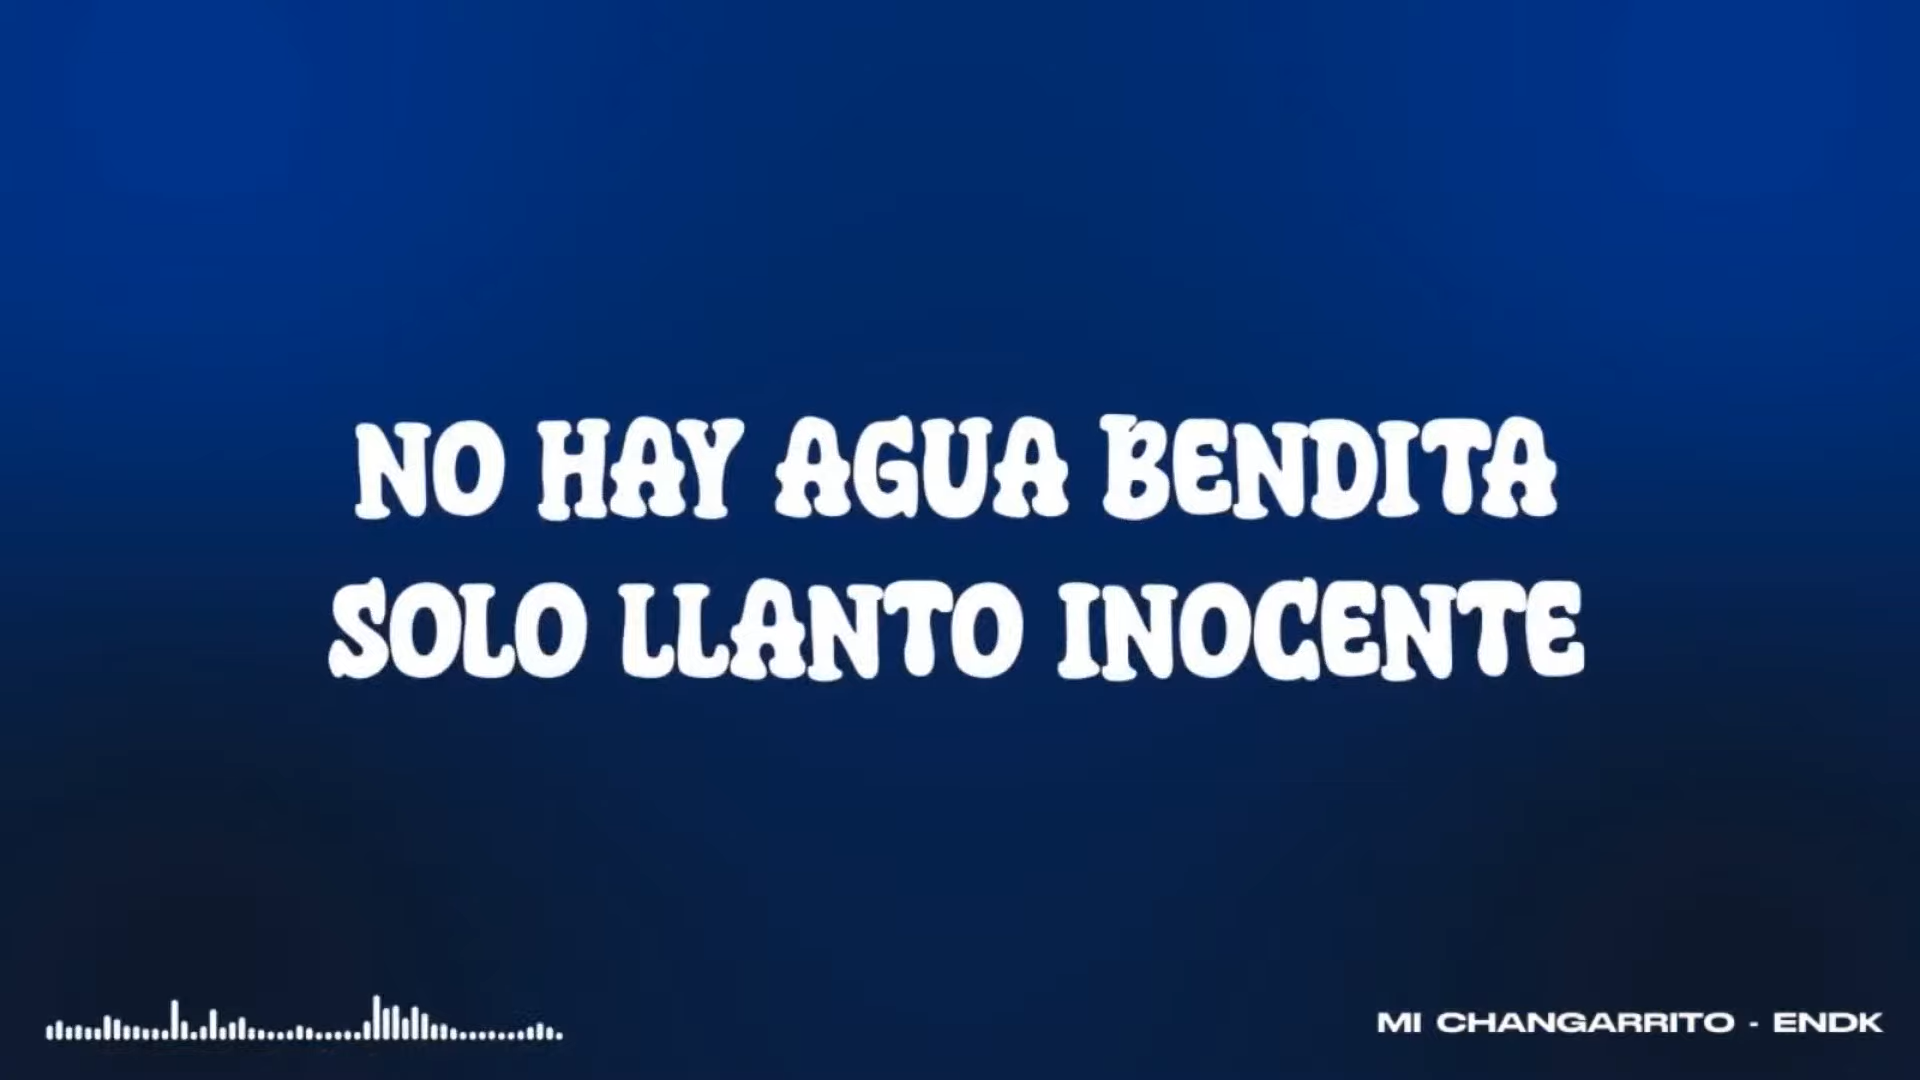 NO HAY AGUA BENDITA
SOLO LLANTO INOCENTE
MI CHANGARRITO - ENDK